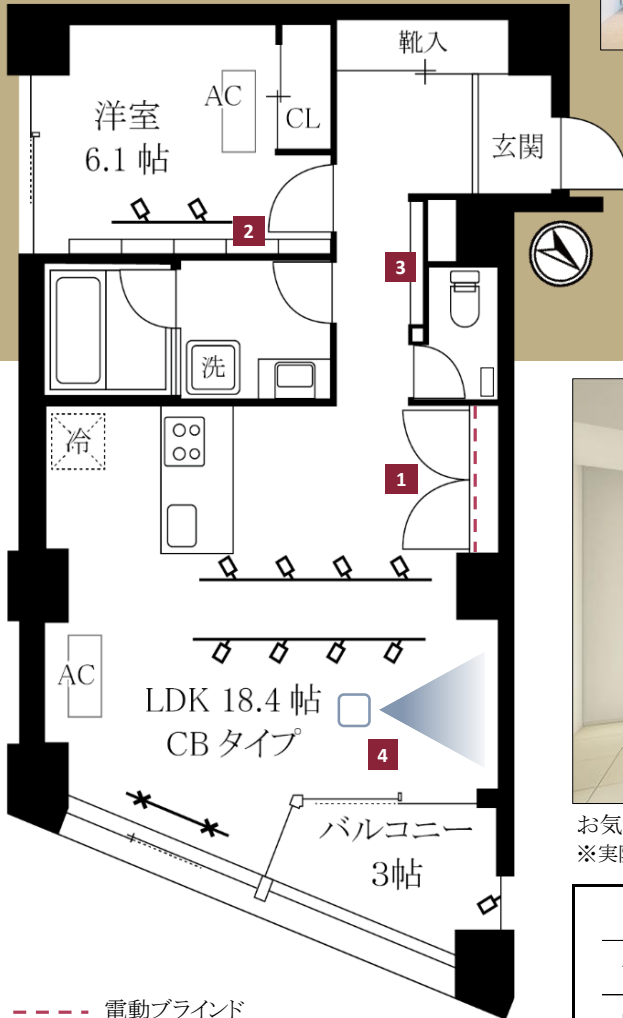 靴入
AC
CL
洋室
6.1 帖
玄関
2
3
洗
冷
1
AC
LDK 18.4 帖
CB タイプ
4
バルコニー
3帖
お気
※実際
電動ブラインド